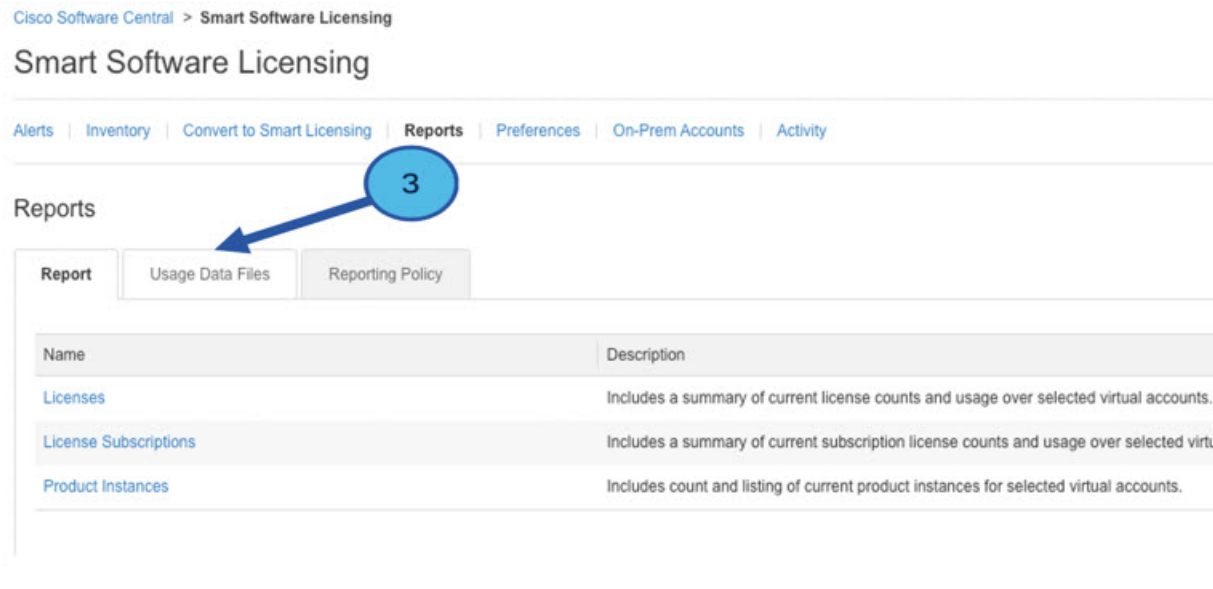 Cisco Software Central > Smart Software Licensing
Smart Software Licensing
Alerts | Inventory | Convert to Smart Licensing | Reports | Preferences | On-Prem Accounts | Activity
3
Reports
Report Usage Data Files Reporting Policy
Name Description
Licenses Includes a summary of current license counts and usage over selected virtual accounts.
License Subscriptions Includes a summary of current subscription license counts and usage over selected virtu
Product Instances Includes count and listing of current product instances for selected virtual accounts.